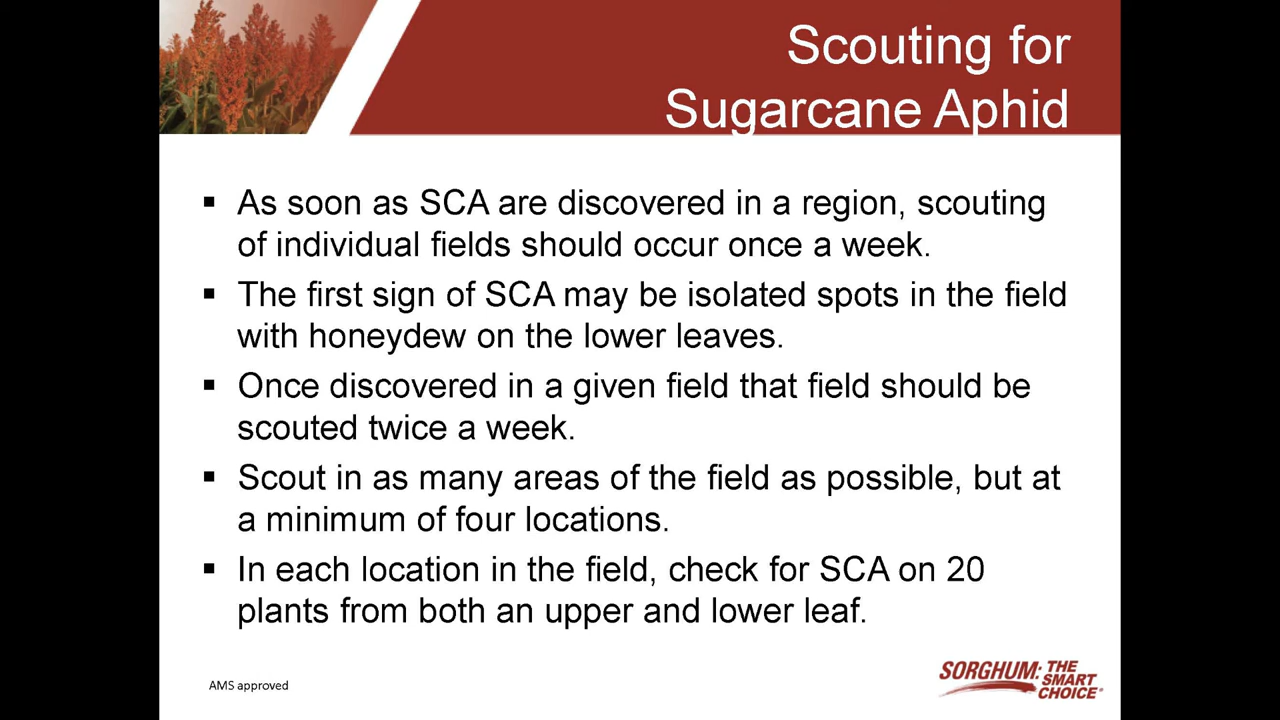 Scouting for
Sugarcane Aphid
▪ As soon as SCA are discovered in a region, scouting
of individual fields should occur once a week.
▪ The first sign of SCA may be isolated spots in the field
with honeydew on the lower leaves.
▪ Once discovered in a given field that field should be
scouted twice a week.
▪ Scout in as many areas of the field as possible, but at
a minimum of four locations.
▪ In each location in the field, check for SCA on 20
plants from both an upper and lower leaf.
AMS approved
SORGHUM: THE
SMART
CHOICE®